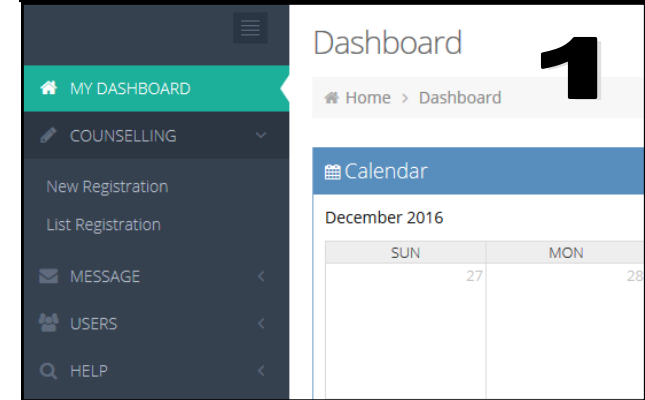 Dashboard
1
MY DASHBOARD
Home > Dashboard
COUNSELLING
New Registration
List Registration
MESSAGE
USERS
HELP
Calendar
December 2016
SUN MON
27 28